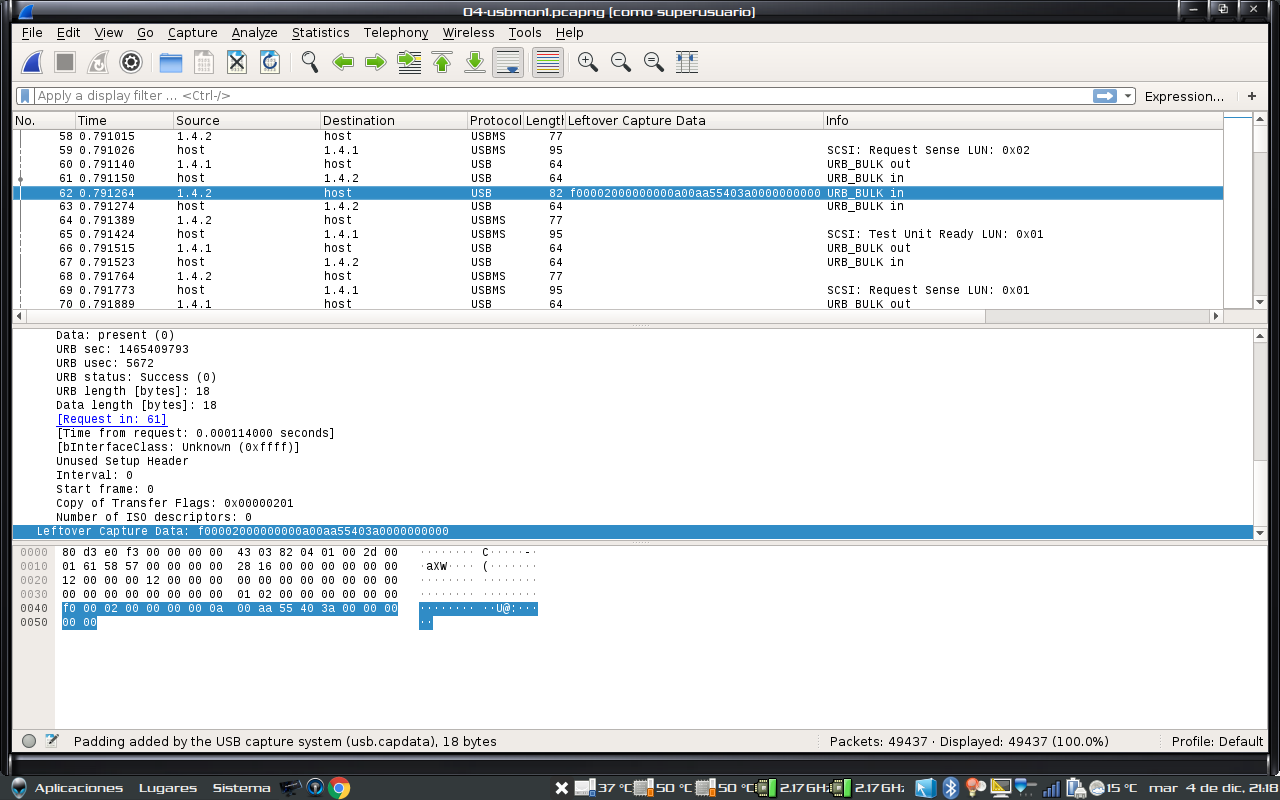 04-usbmon1.pcapng (como superusuario)
File Edit View Go Capture Analyze Statistics Telephony Wireless Tools Help
Apply a display filter ... <Ctrl-/> Expression... +
No. Time Source Destination Protocol Length Leftover Capture Data Info
58 0.791015 1.4.2 host USBMS 77
59 0.791026 host 1.4.1 USBMS 95 SCSI: Request Sense LUN: 0x02
60 0.791140 1.4.1 host USB 64 URB_BULK out
61 0.791150 host 1.4.2 USB 64 URB_BULK in
62 0.791264 1.4.2 host USB 82 f00002000000000a00aa55403a0000000000 URB_BULK in
63 0.791274 host 1.4.2 USB 64 URB_BULK in
64 0.791389 1.4.2 host USBMS 77
65 0.791424 host 1.4.1 USBMS 95 SCSI: Test Unit Ready LUN: 0x01
66 0.791515 1.4.1 host USB 64 URB_BULK out
67 0.791523 host 1.4.2 USB 64 URB_BULK in
68 0.791764 1.4.2 host USBMS 77
69 0.791773 host 1.4.1 USBMS 95 SCSI: Request Sense LUN: 0x01
70 0.791889 1.4.1 host USB 64 URB_BULK out
Data: present (0)
URB sec: 1465409793
URB usec: 5672
URB status: Success (0)
URB length [bytes]: 18
Data length [bytes]: 18
[Request in: 61]
[Time from request: 0.000114000 seconds]
[bInterfaceClass: Unknown (0xffff)]
Unused Setup Header
Interval: 0
Start frame: 0
Copy of Transfer Flags: 0x00000201
Number of ISO descriptors: 0
Leftover Capture Data: f00002000000000a00aa55403a0000000000
0000 80 d3 e0 f3 00 00 00 00 43 03 82 04 01 00 2d 00 ········ C·····-·
0010 01 61 58 57 00 00 00 00 28 16 00 00 00 00 00 00 ·aXW···· (·······
0020 12 00 00 00 12 00 00 00 00 00 00 00 00 00 00 00 ········ ········
0030 00 00 00 00 00 00 00 00 01 02 00 00 00 00 00 00 ········ ········
0040 f0 00 02 00 00 00 00 0a 00 aa 55 40 3a 00 00 00 ········ ··U@:···
0050 00 00 ··
Padding added by the USB capture system (usb.capdata), 18 bytes Packets: 49437 · Displayed: 49437 (100.0%) Profile: Default
Aplicaciones Lugares Sistema 37 °C 50 °C 50 °C 2.17 GHz 2.17 GHz 15 °C mar 4 de dic, 21:18